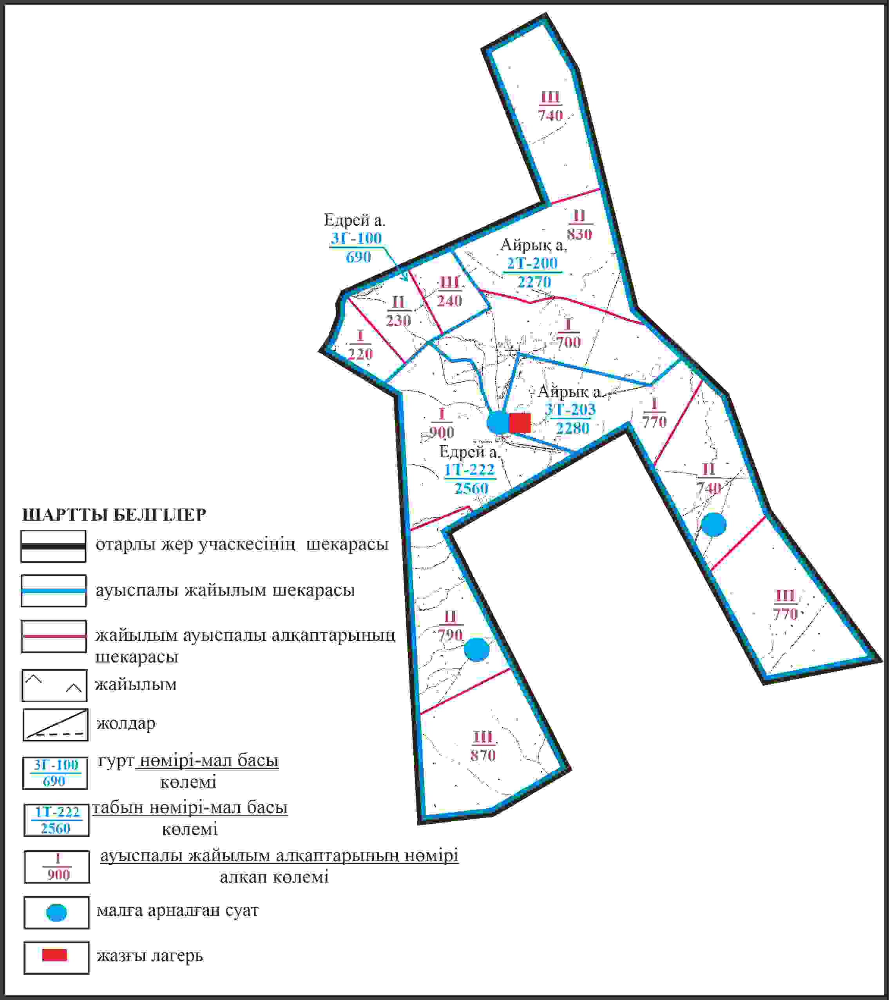 III
740
II
830
Едрей а.
3Г-100
690
Айрық а.
2Т-200
2270
III
240
II
230
I
220
I
700
Айрық а.
3Т-203
2280
I
770
I
900
Едрей а.
1Т-222
2560
II
740
III
770
II
790
III
870
ШАРТТЫ БЕЛГІЛЕР
отарлы жер учаскесінің шекарасы
ауыспалы жайылым шекарасы
жайылым ауыспалы алқаптарының
шекарасы
жайылым
жолдар
3Г-100
690
гурт нөмірі-мал басы
көлемі
1Т-222
2560
табын нөмірі-мал басы
көлемі
I
900
ауыспалы жайылым алқаптарының нөмірі
алқап көлемі
малға арналған суат
жазғы лагерь